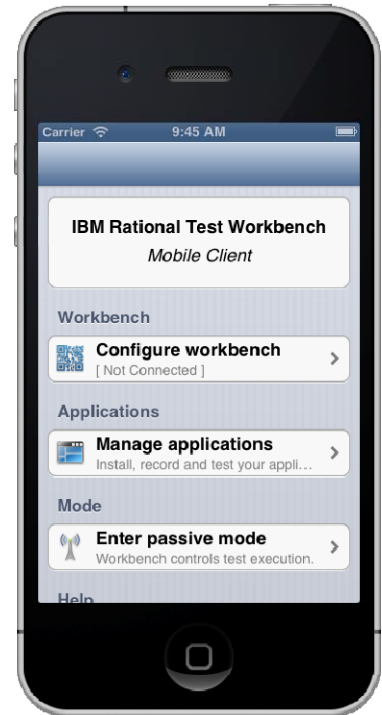 Carrier 9:45 AM
IBM Rational Test Workbench
Mobile Client
Workbench
Configure workbench
[ Not Connected ]
Applications
Manage applications
Install, record and test your appli...
Mode
Enter passive mode
Workbench controls test execution.
Help